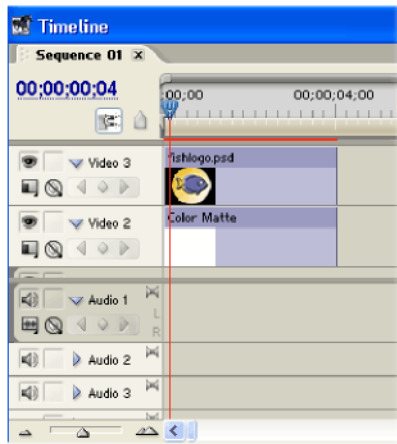 Timeline
Sequence 01 x
00;00;00;04
;00;00 00;00;04;00
Video 3 fishlogo.psd
Video 2 Color Matte
Audio 1
L
R
Audio 2
Audio 3